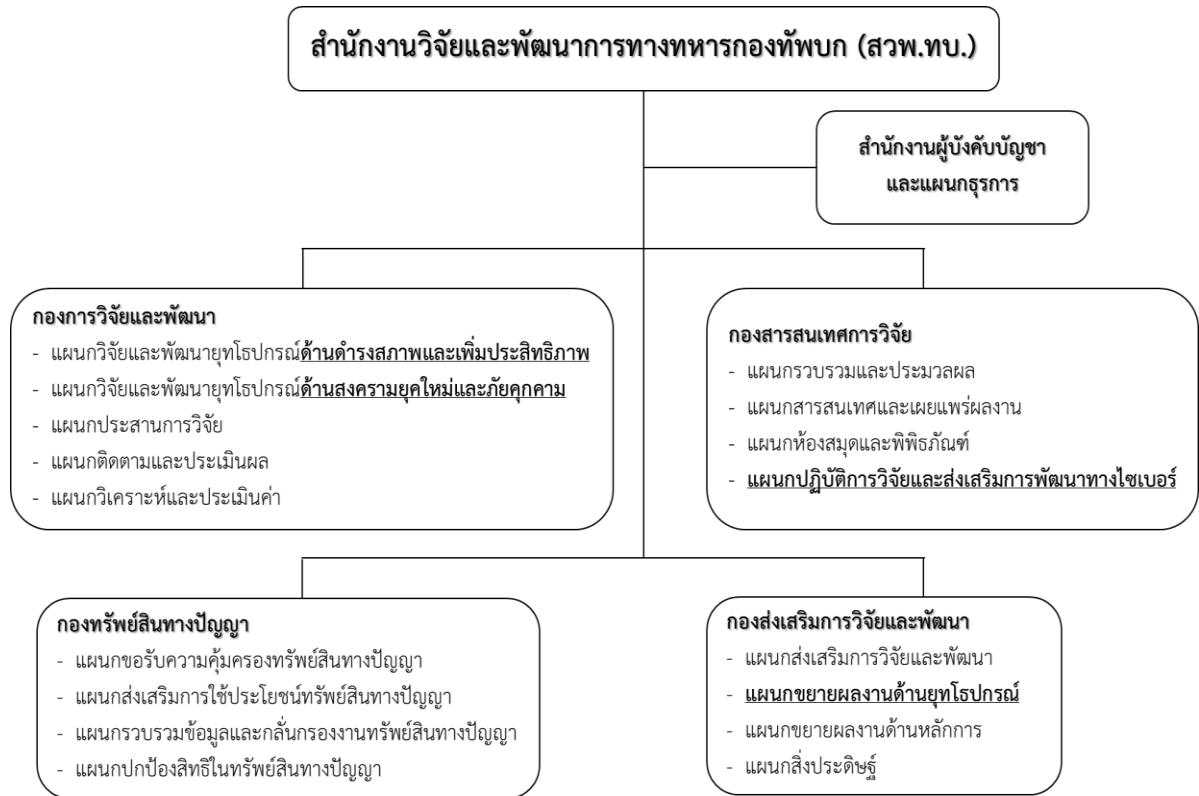 สำนักงานวิจัยและพัฒนาการทางทหารกองทัพบก (สวพ.ทบ.)
สำนักงานผู้บังคับบัญชา
และแผนกธุรการ
กองการวิจัยและพัฒนา
- แผนกวิจัยและพัฒนายุทโธปกรณ์ด้านดำรงสภาพและเพิ่มประสิทธิภาพ
- แผนกวิจัยและพัฒนายุทโธปกรณ์ด้านสงครามยุคใหม่และภัยคุกคาม
- แผนกประสานการวิจัย
- แผนกติดตามและประเมินผล
- แผนกวิเคราะห์และประเมินค่า
กองสารสนเทศการวิจัย
- แผนกรวบรวมและประมวลผล
- แผนกสารสนเทศและเผยแพร่ผลงาน
- แผนกห้องสมุดและพิพิธภัณฑ์
- แผนกปฏิบัติการวิจัยและส่งเสริมการพัฒนาทางไซเบอร์
กองทรัพย์สินทางปัญญา
- แผนกขอรับความคุ้มครองทรัพย์สินทางปัญญา
- แผนกส่งเสริมการใช้ประโยชน์ทรัพย์สินทางปัญญา
- แผนกรวบรวมข้อมูลและกลั่นกรองงานทรัพย์สินทางปัญญา
- แผนกปกป้องสิทธิในทรัพย์สินทางปัญญา
กองส่งเสริมการวิจัยและพัฒนา
- แผนกส่งเสริมการวิจัยและพัฒนา
- แผนกขยายผลงานด้านยุทโธปกรณ์
- แผนกขยายผลงานด้านหลักการ
- แผนกสิ่งประดิษฐ์